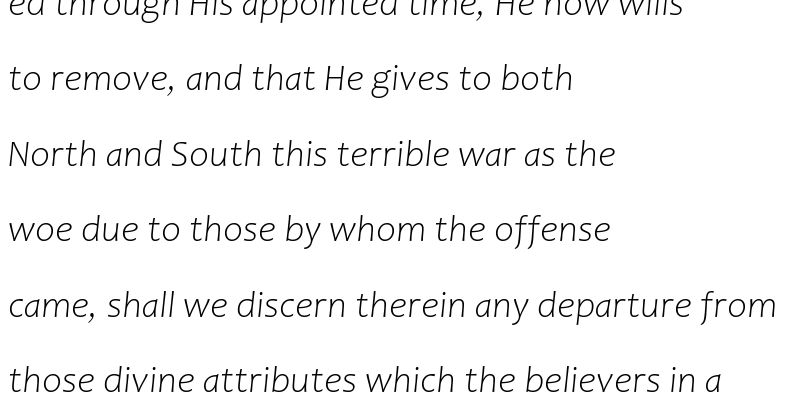 ed through His appointed time, He now wills
to remove, and that He gives to both
North and South this terrible war as the
woe due to those by whom the offense
came, shall we discern therein any departure from
those divine attributes which the believers in a